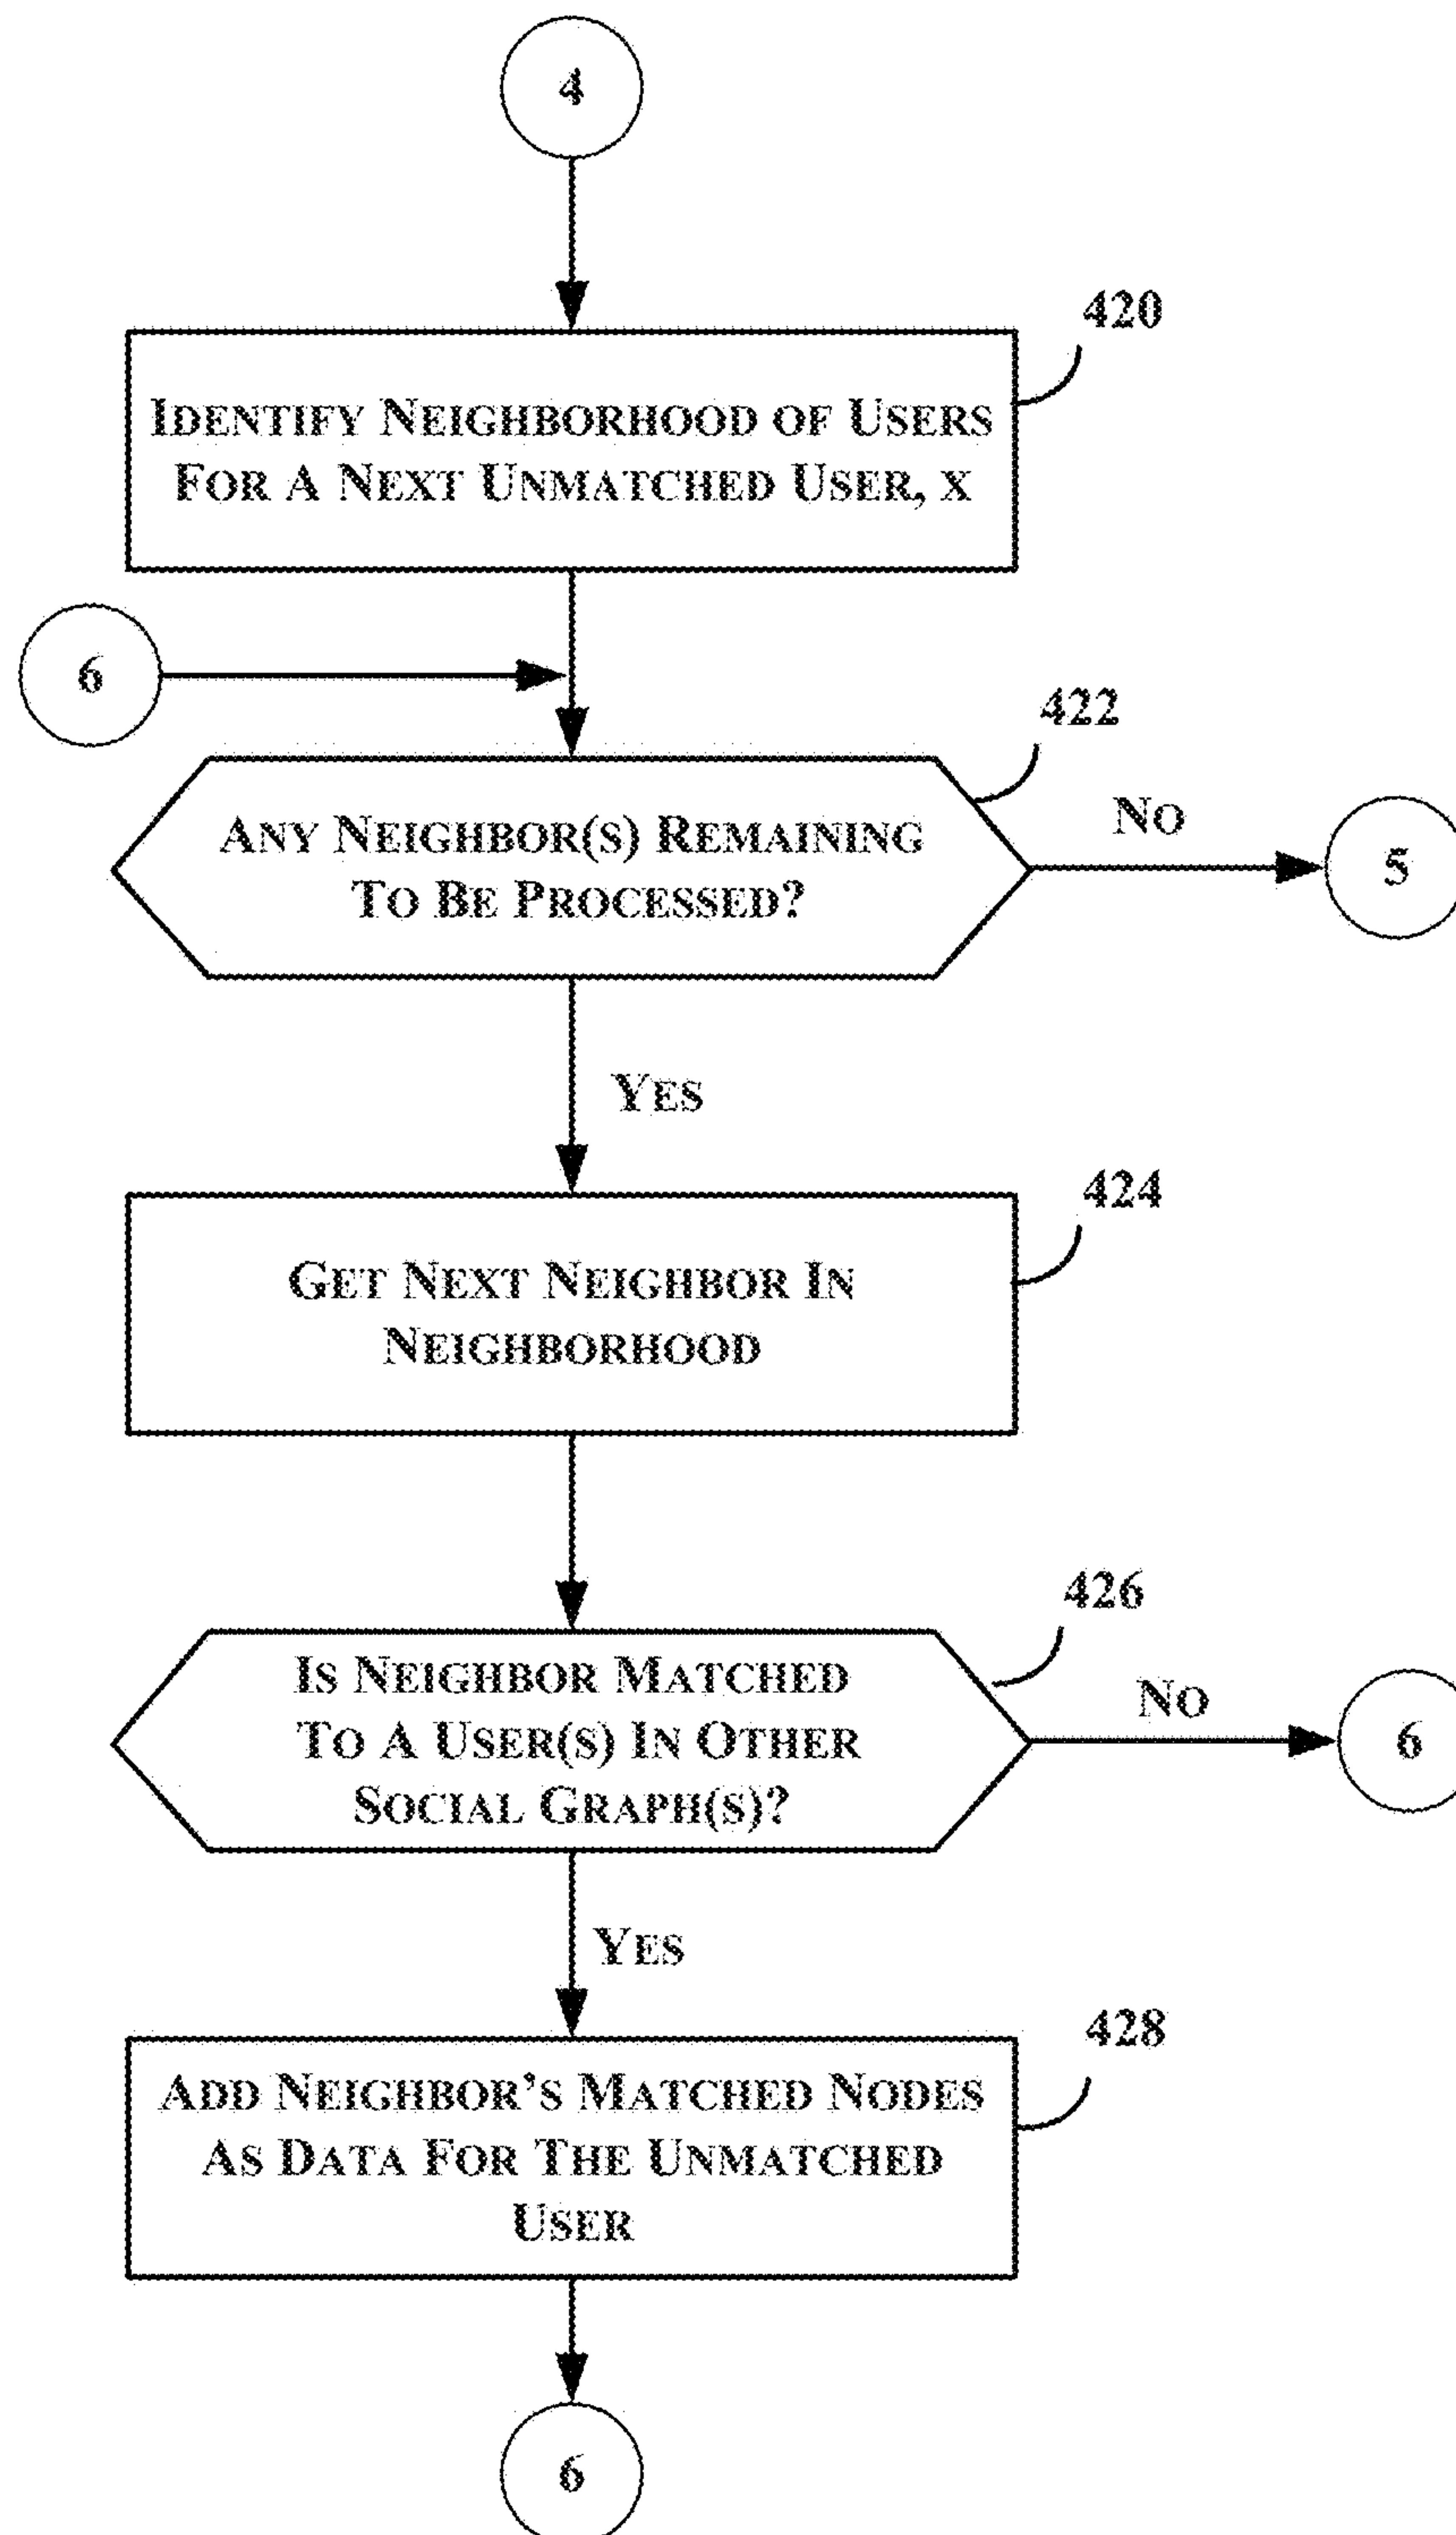 4
420
IDENTIFY NEIGHBORHOOD OF USERS
FOR A NEXT UNMATCHED USER, X
6
422
ANY NEIGHBOR(S) REMAINING
TO BE PROCESSED?
NO
5
YES
424
GET NEXT NEIGHBOR IN
NEIGHBORHOOD
426
IS NEIGHBOR MATCHED
TO A USER(S) IN OTHER
SOCIAL GRAPH(S)?
NO
6
YES
428
ADD NEIGHBOR'S MATCHED NODES
AS DATA FOR THE UNMATCHED
USER
6